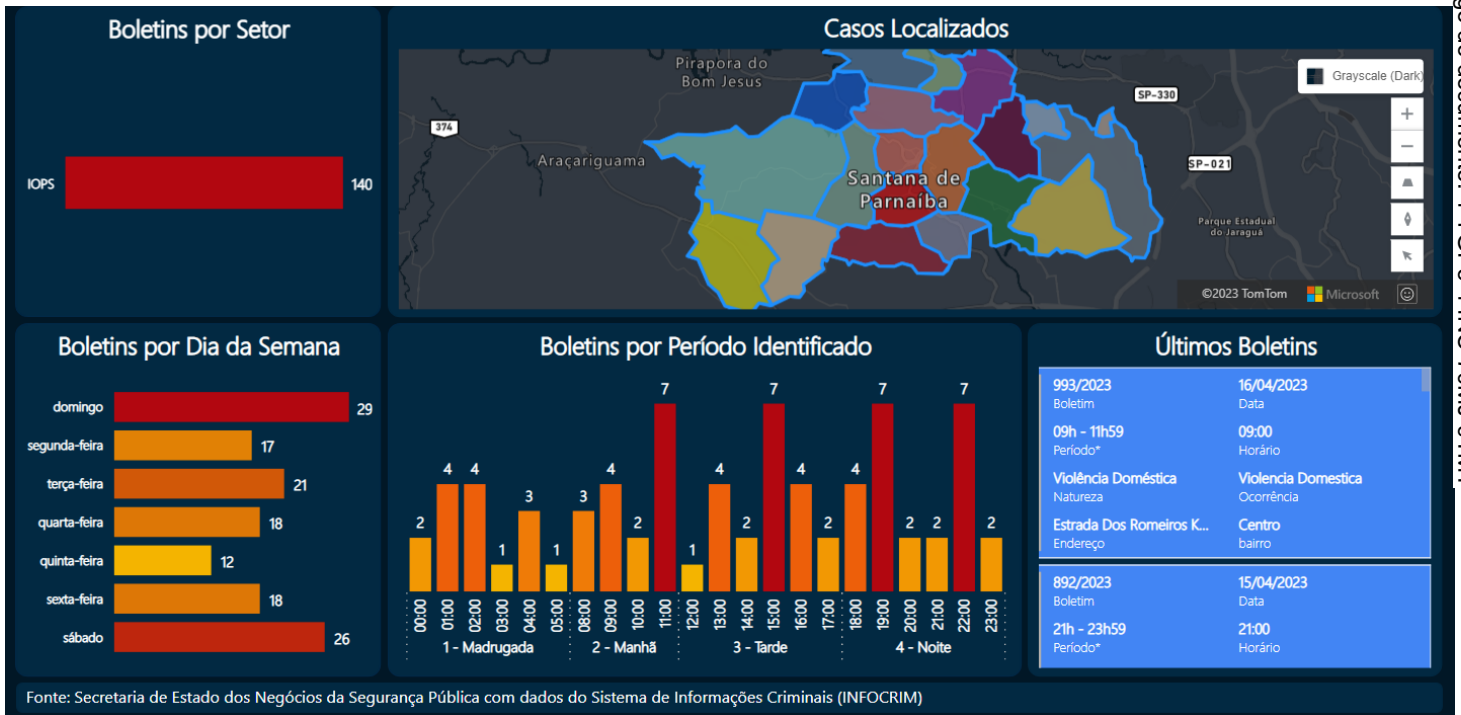 Boletins por Setor
IOPS
140
Casos Localizados
Pirapora do
Bom Jesus
374
Araçariguama
Santana de
Parnaíba
SP-330
SP-021
Parque Estadual
do Jaraguá
Grayscale (Dark)
©2023 TomTom
Microsoft
Boletins por Dia da Semana
domingo 29
segunda-feira 17
terça-feira 21
quarta-feira 18
quinta-feira 12
sexta-feira 18
sábado 26
Boletins por Período Identificado
2 4 4 1 3 1 3 4 2 7 1 4 2 7 4 2 4 7 2 2 7 2
00:00 01:00 02:00 03:00 04:00 05:00 08:00 09:00 10:00 11:00 12:00 13:00 14:00 15:00 16:00 17:00 18:00 19:00 20:00 21:00 22:00 23:00
1 - Madrugada 2 - Manhã 3 - Tarde 4 - Noite
Últimos Boletins
993/2023 16/04/2023
Boletim Data
09h - 11h59 09:00
Período* Horário
Violência Doméstica Violencia Domestica
Natureza Ocorrência
Estrada Dos Romeiros K... Centro
Endereço bairro
892/2023 15/04/2023
Boletim Data
21h - 23h59 21:00
Período* Horário
Fonte: Secretaria de Estado dos Negócios da Segurança Pública com dados do Sistema de Informações Criminais (INFOCRIM)